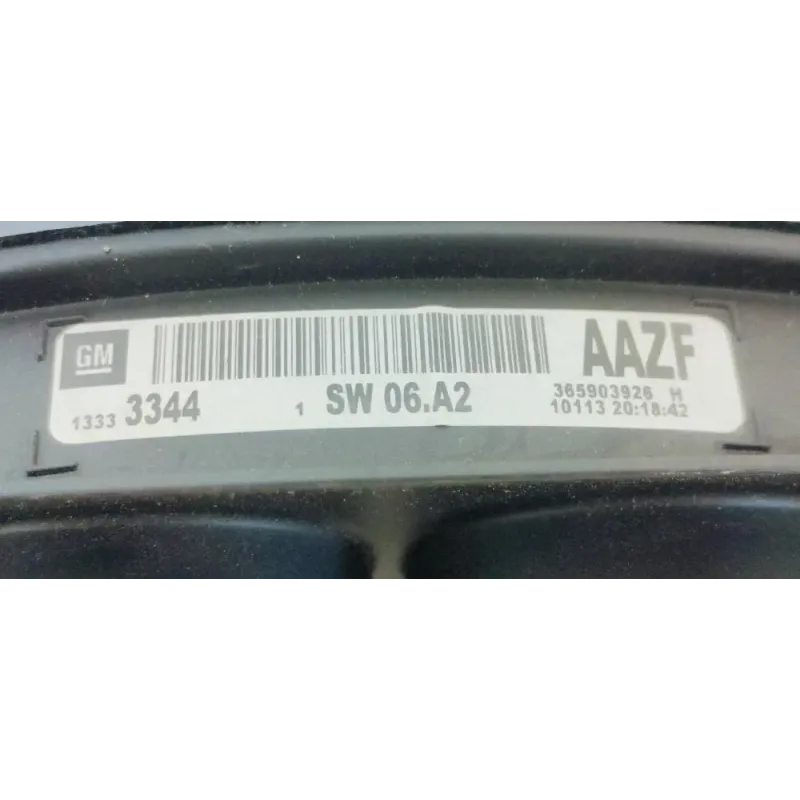 GM
AAZF
1333 3344 1 SW 06.A2
365903926 H
10113 20:18:42